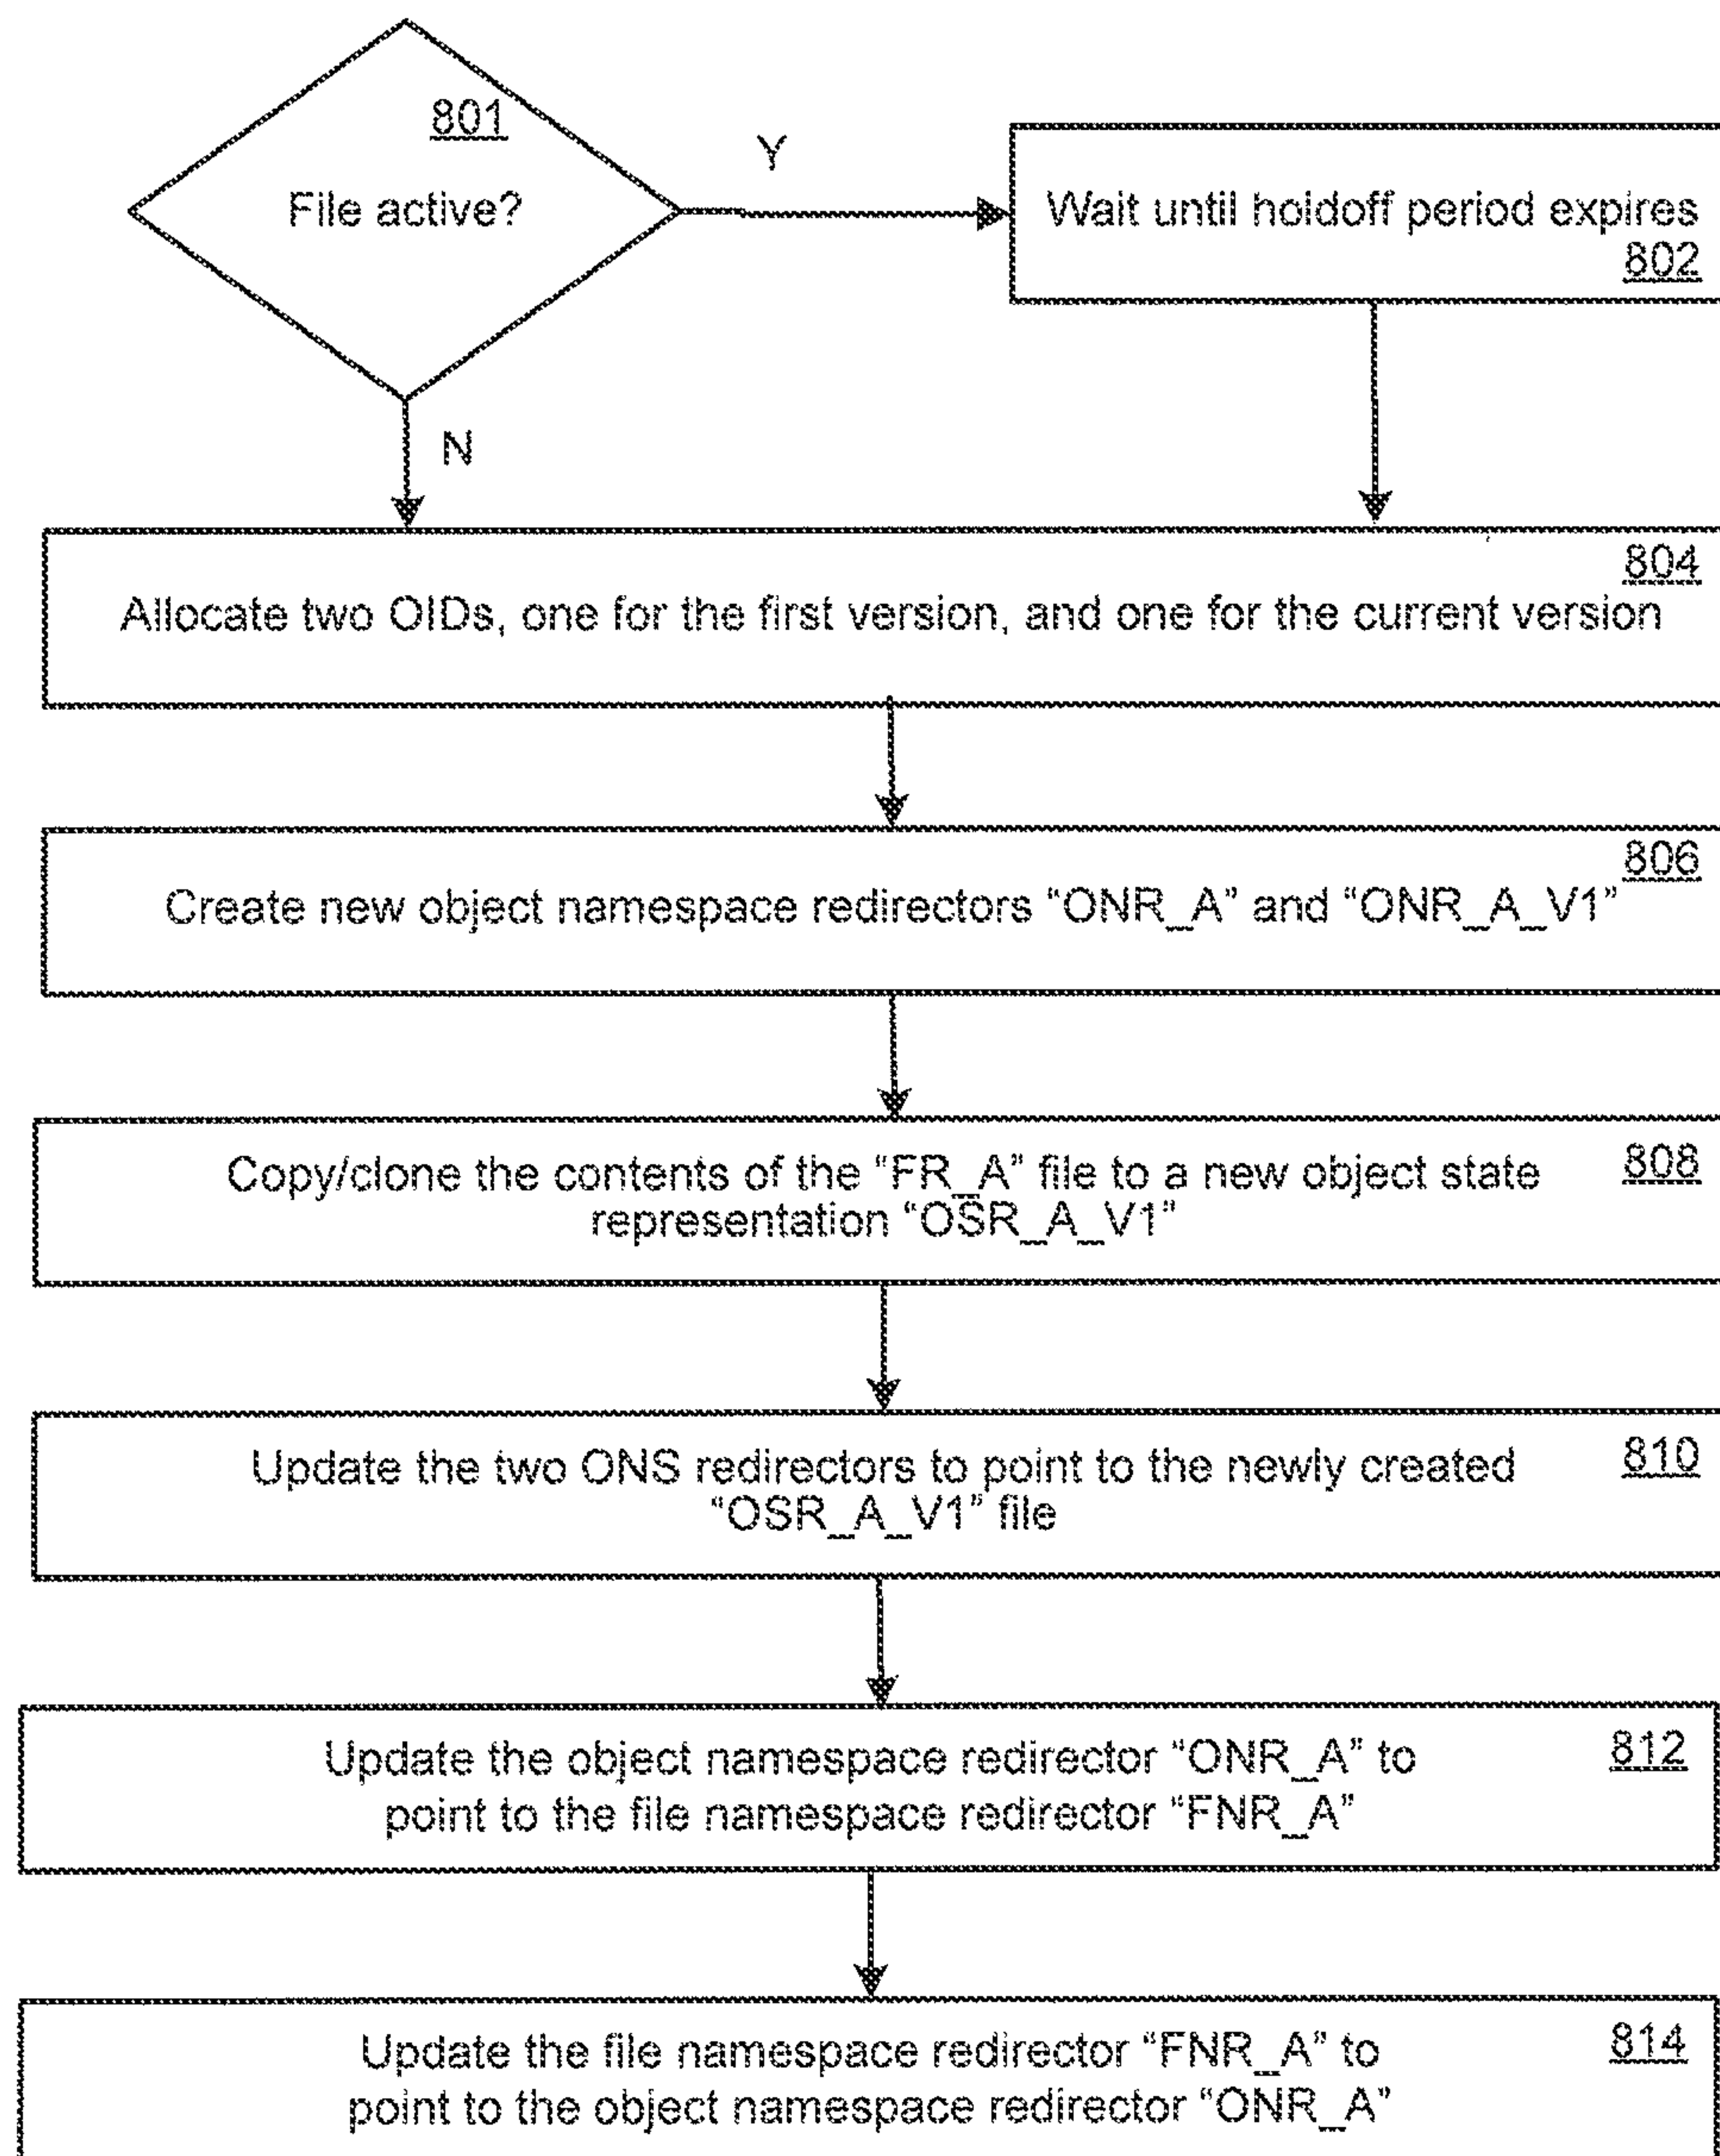 801
File active?
Y
Wait until holdoff period expires
802
N
804
Allocate two OIDs, one for the first version, and one for the current version
806
Create new object namespace redirectors “ONR_A” and “ONR_A_V1”
808
Copy/clone the contents of the “FR_A” file to a new object state
representation “OSR_A_V1”
810
Update the two ONS redirectors to point to the newly created
“OSR_A_V1” file
812
Update the object namespace redirector “ONR_A” to
point to the file namespace redirector “FNR_A”
814
Update the file namespace redirector “FNR_A” to
point to the object namespace redirector “ONR_A”